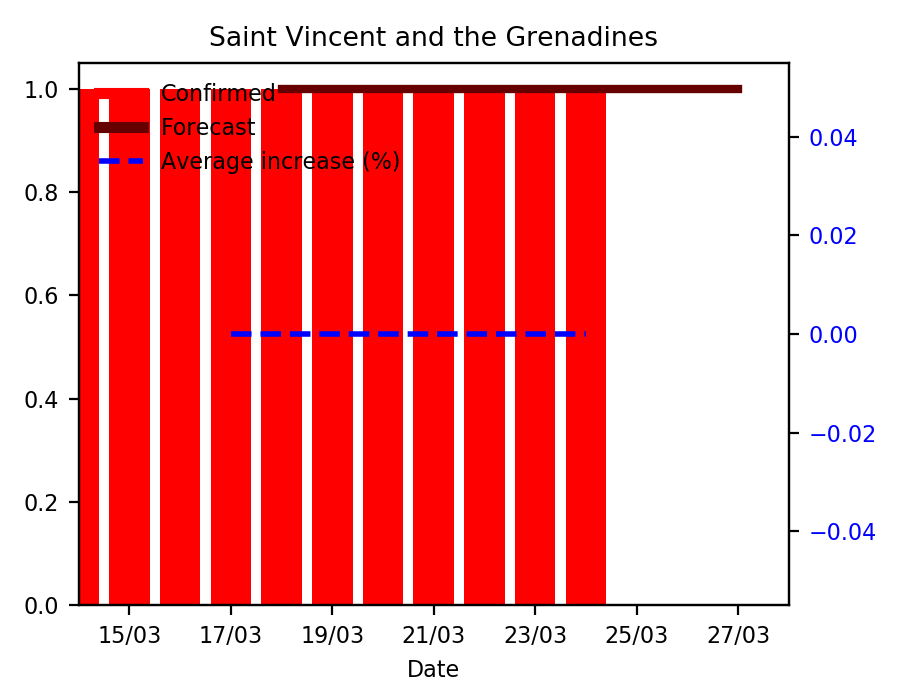 Saint Vincent and the Grenadines
Confirmed
Forecast
Average increase (%)
1.0
0.8
0.6
0.4
0.2
0.0
0.04
0.02
0.00
−0.02
−0.04
15/03 17/03 19/03 21/03 23/03 25/03 27/03
Date